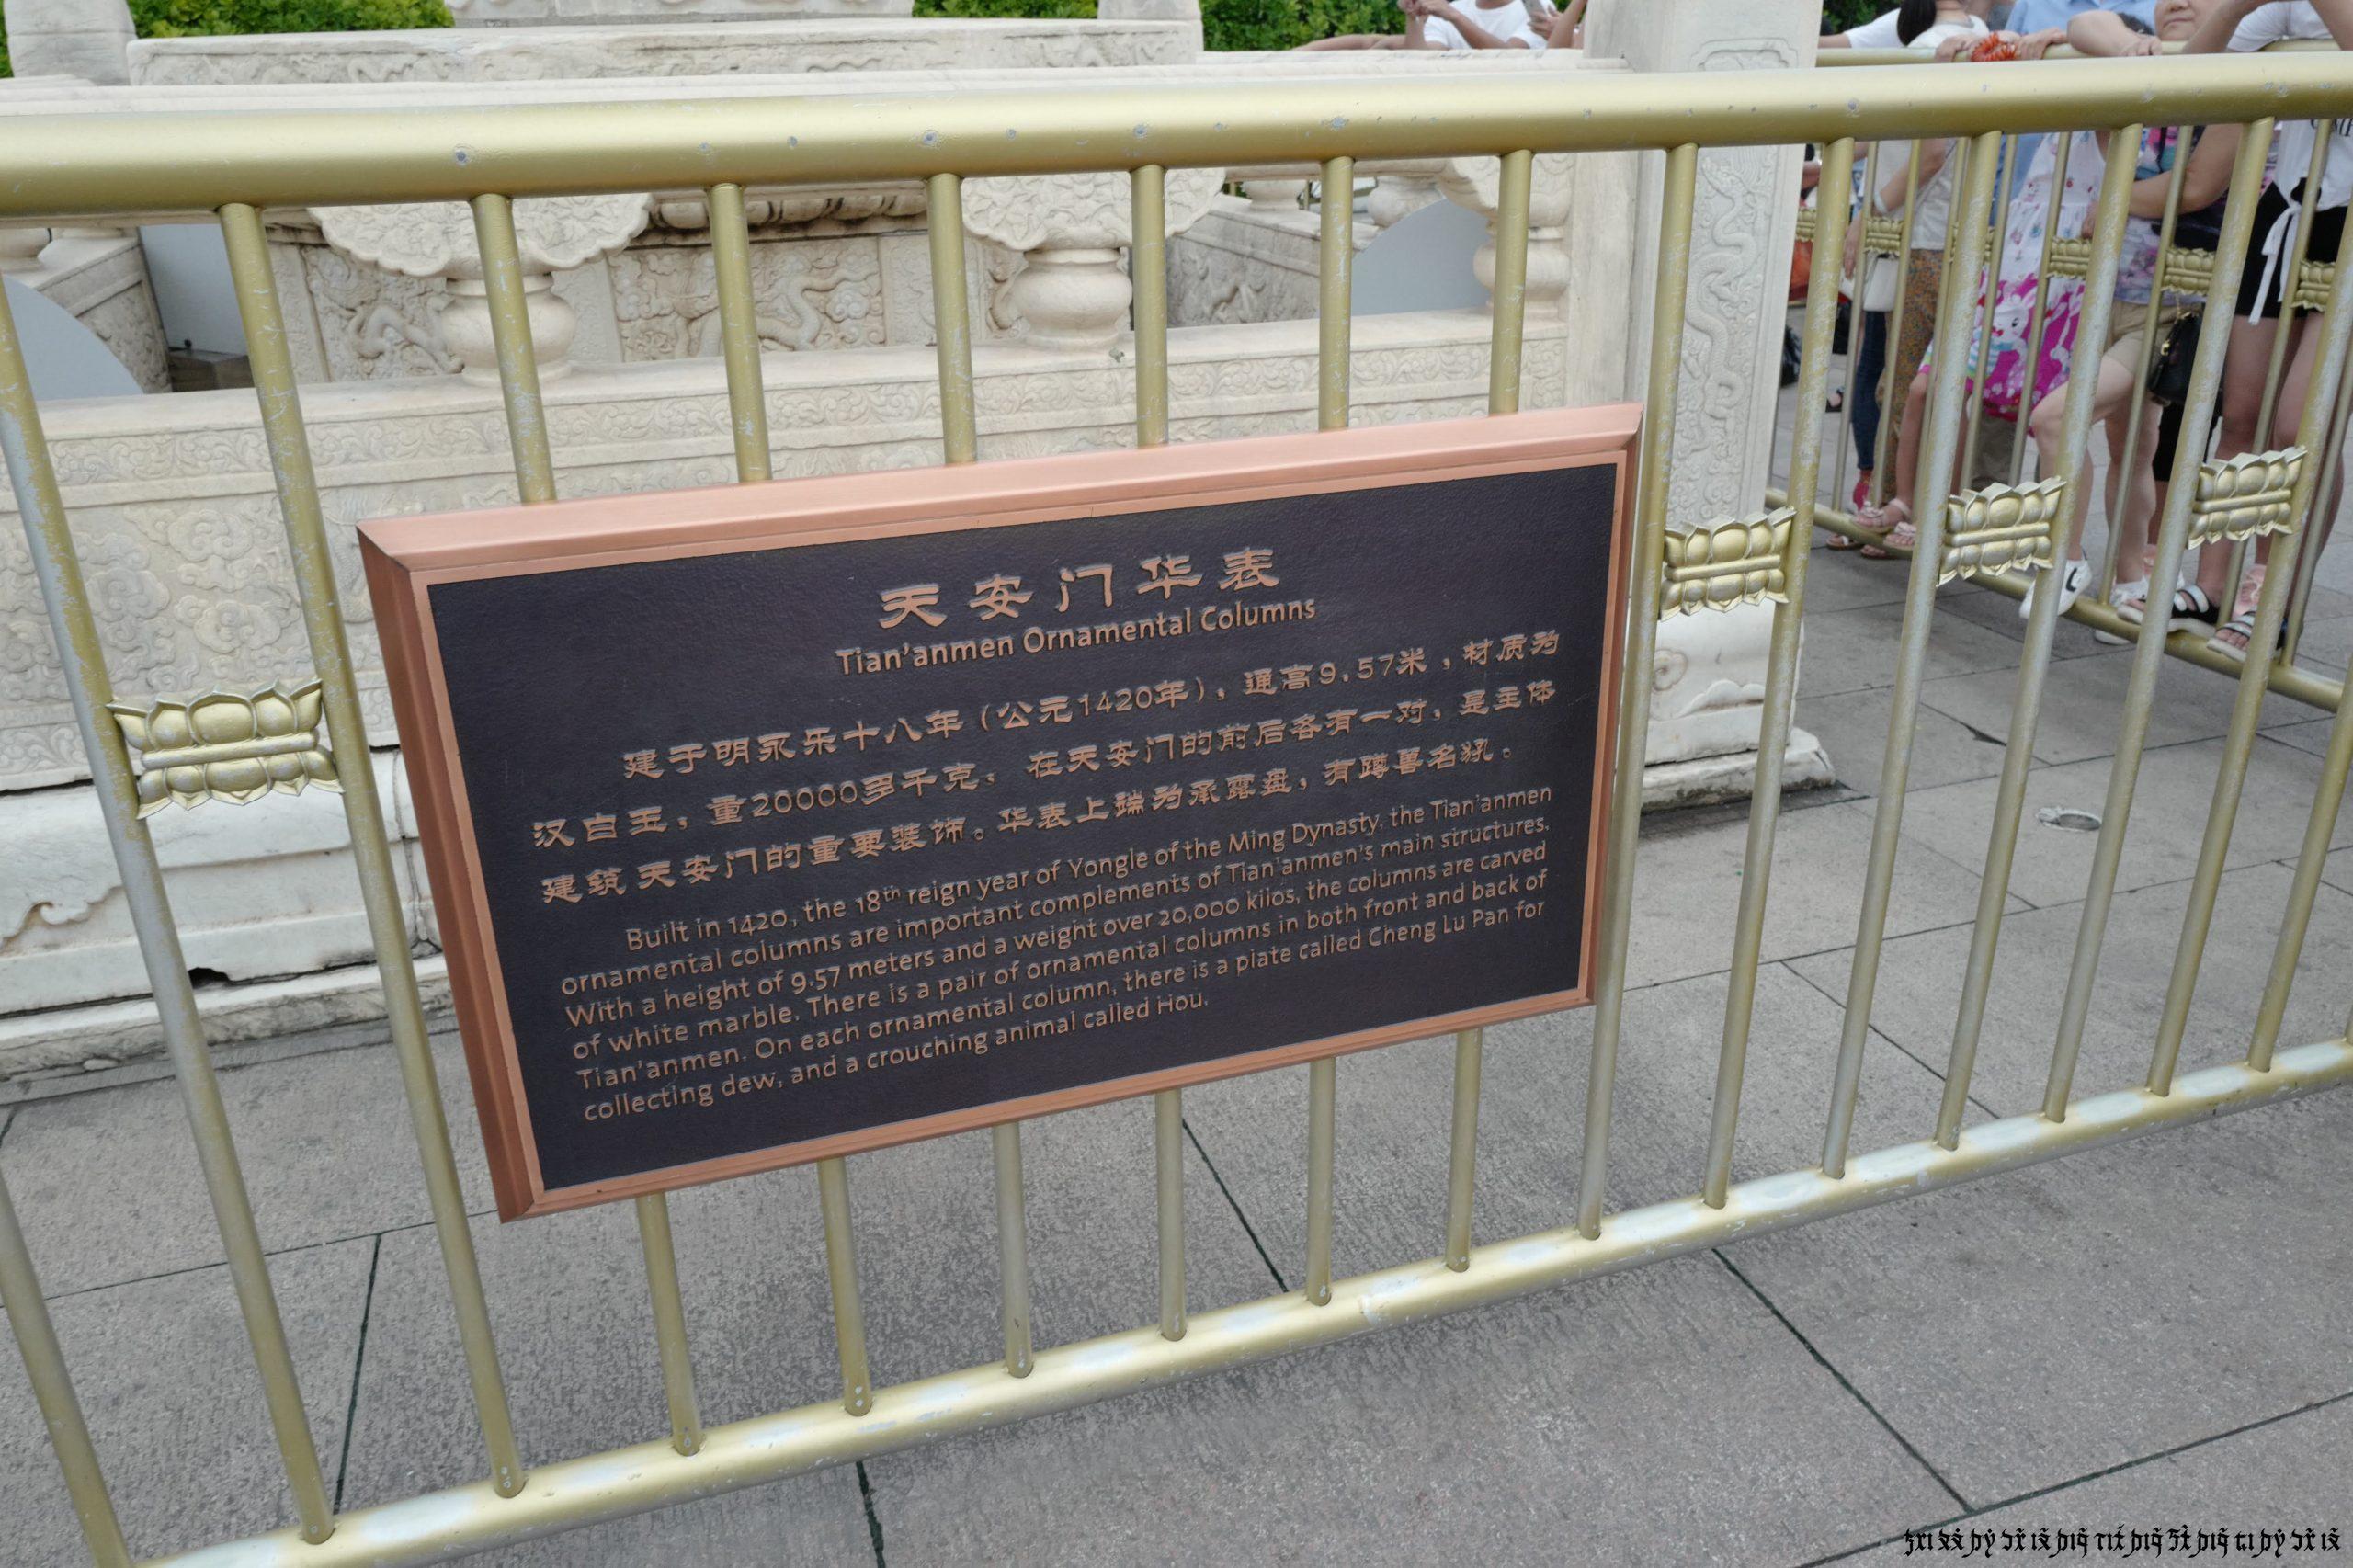 天安门华表
Tian'anmen Ornamental Columns
建于明永乐十八年（公元1420年），通高9.57米，材质为
汉白玉，重20000多千克，在天安门的前后各有一对，是主体
建筑天安门的重要装饰。华表上端为承露盘，有蹲兽名犼。
Built in 1420, the 18th reign year of Yongle of the Ming Dynasty, the Tian'anmen
ornamental columns are important complements of Tian'anmen's main structures.
With a height of 9.57 meters and a weight over 20,000 kilos, the columns are carved
of white marble. There is a pair of ornamental columns in both front and back of
Tian'anmen. On each ornamental column, there is a plate called Cheng Lu Pan for
collecting dew, and a crouching animal called Hou.